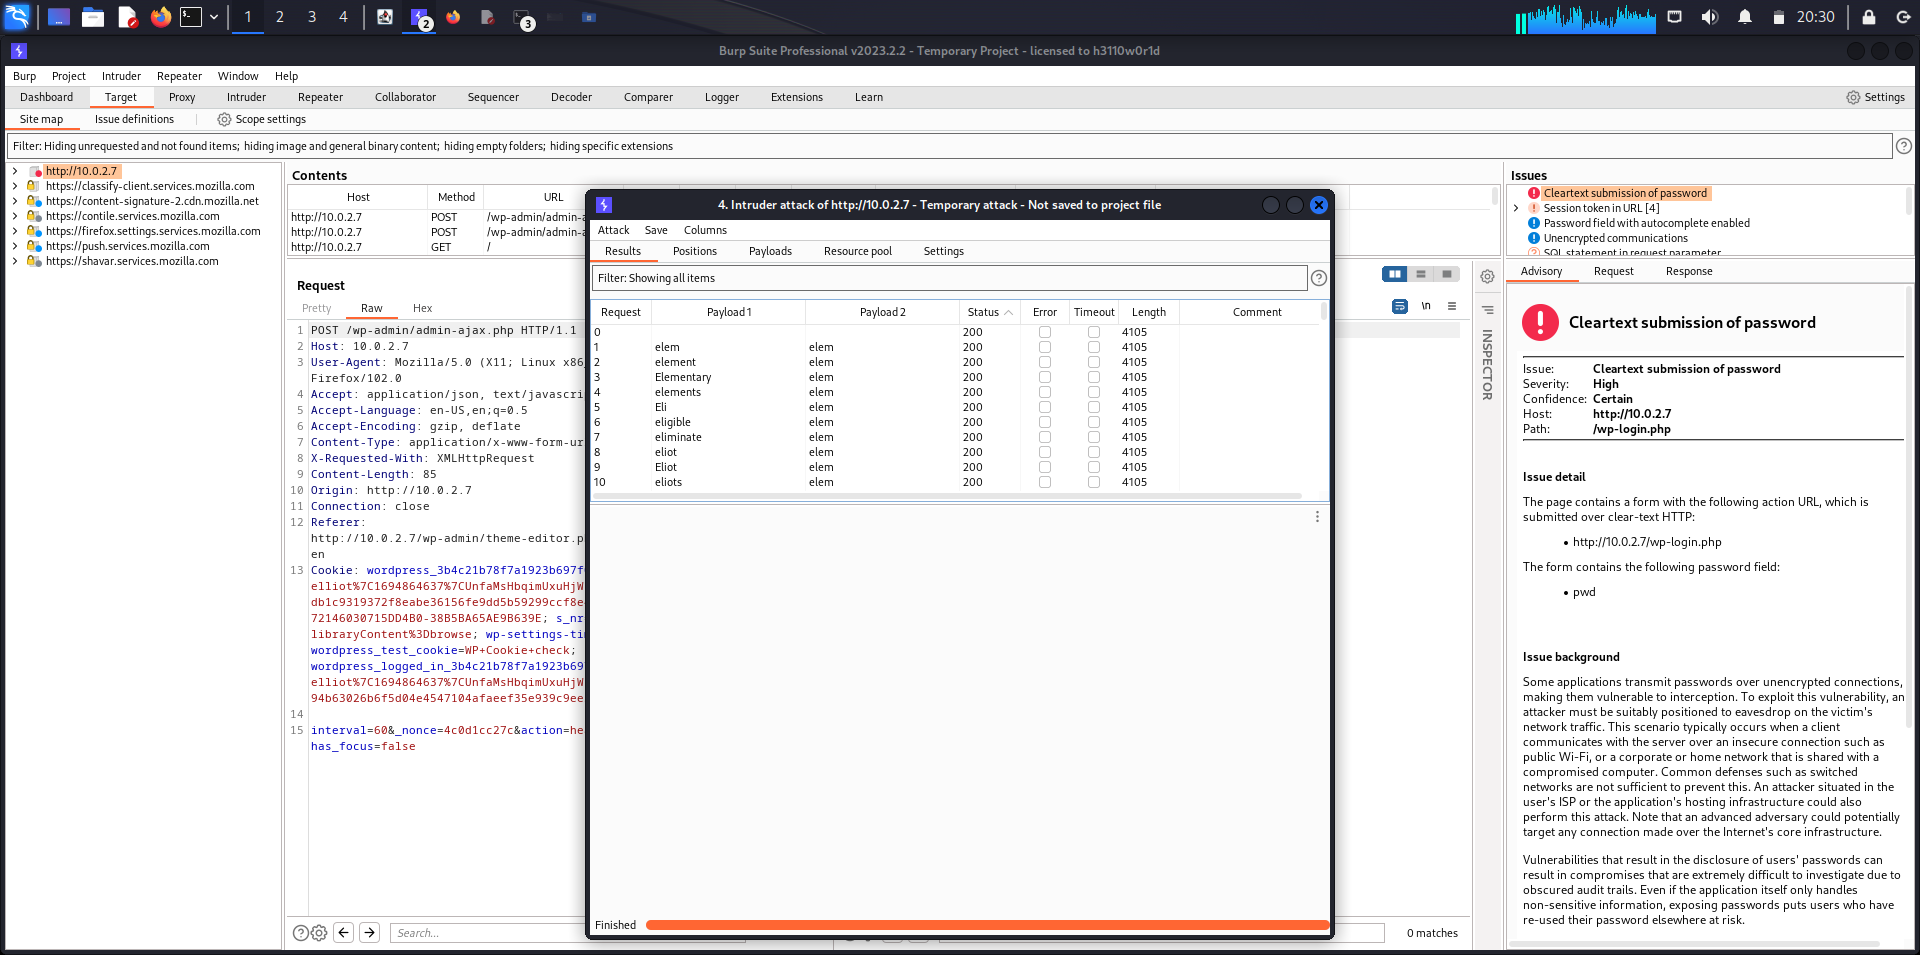 1
2
3
4
2
3
20:30
Burp Suite Professional v2023.2.2 - Temporary Project - licensed to h3110w0r1d
Burp Project Intruder Repeater Window Help
Dashboard Target Proxy Intruder Repeater Collaborator Sequencer Decoder Comparer Logger Extensions Learn Settings
Site map Issue definitions Scope settings
Filter: Hiding unrequested and not found items; hiding image and general binary content; hiding empty folders; hiding specific extensions
http://10.0.2.7
https://classify-client.services.mozilla.com
https://content-signature-2.cdn.mozilla.net
https://contile.services.mozilla.com
https://firefox.settings.services.mozilla.com
https://push.services.mozilla.com
https://shavar.services.mozilla.com
Contents
Host Method URL
http://10.0.2.7 POST /wp-admin/admin-a
http://10.0.2.7 POST /wp-admin/admin-a
http://10.0.2.7 GET /
Request
Pretty Raw Hex
\n
1 POST /wp-admin/admin-ajax.php HTTP/1.1
2 Host: 10.0.2.7
3 User-Agent: Mozilla/5.0 (X11; Linux x86
Firefox/102.0
4 Accept: application/json, text/javascri
5 Accept-Language: en-US,en;q=0.5
6 Accept-Encoding: gzip, deflate
7 Content-Type: application/x-www-form-ur
8 X-Requested-With: XMLHttpRequest
9 Content-Length: 85
10 Origin: http://10.0.2.7
11 Connection: close
12 Referer:
http://10.0.2.7/wp-admin/theme-editor.p
en
13 Cookie: wordpress_3b4c21b78f7a1923b697f
elliot%7C1694864637%7CUnfaMsHbqimUxuHjW
db1c9319372f8eabe36156fe9dd5b59299ccf8e
72146030715DD4B0-38B5BA65AE9B639E; s_nr
libraryContent%3Dbrowse; wp-settings-ti
wordpress_test_cookie=WP+Cookie+check;
wordpress_logged_in_3b4c21b78f7a1923b69
elliot%7C1694864637%7CUnfaMsHbqimUxuHjW
94b63026b6f5d04e4547104afaeef35e939c9ee
14
15 interval=60&_nonce=4c0d1cc27c&action=he
has_focus=false
Search...
0 matches
INSPECTOR
4. Intruder attack of http://10.0.2.7 - Temporary attack - Not saved to project file
Attack Save Columns
Results Positions Payloads Resource pool Settings
Filter: Showing all items
Request Payload 1 Payload 2 Status Error Timeout Length Comment
0 200 4105
1 elem elem 200 4105
2 element elem 200 4105
3 Elementary elem 200 4105
4 elements elem 200 4105
5 Eli elem 200 4105
6 eligible elem 200 4105
7 eliminate elem 200 4105
8 eliot elem 200 4105
9 Eliot elem 200 4105
10 eliots elem 200 4105
Finished
Issues
Cleartext submission of password
Session token in URL [4]
Password field with autocomplete enabled
Unencrypted communications
SQL statement in request parameter
Advisory Request Response
Cleartext submission of password
Issue: Cleartext submission of password
Severity: High
Confidence: Certain
Host: http://10.0.2.7
Path: /wp-login.php
Issue detail
The page contains a form with the following action URL, which is
submitted over clear-text HTTP:
• http://10.0.2.7/wp-login.php
The form contains the following password field:
• pwd
Issue background
Some applications transmit passwords over unencrypted connections,
making them vulnerable to interception. To exploit this vulnerability, an
attacker must be suitably positioned to eavesdrop on the victim's
network traffic. This scenario typically occurs when a client
communicates with the server over an insecure connection such as
public Wi-Fi, or a corporate or home network that is shared with a
compromised computer. Common defenses such as switched
networks are not sufficient to prevent this. An attacker situated in the
user's ISP or the application's hosting infrastructure could also
perform this attack. Note that an advanced adversary could potentially
target any connection made over the Internet's core infrastructure.
Vulnerabilities that result in the disclosure of users' passwords can
result in compromises that are extremely difficult to investigate due to
obscured audit trails. Even if the application itself only handles
non-sensitive information, exposing passwords puts users who have
re-used their password elsewhere at risk.